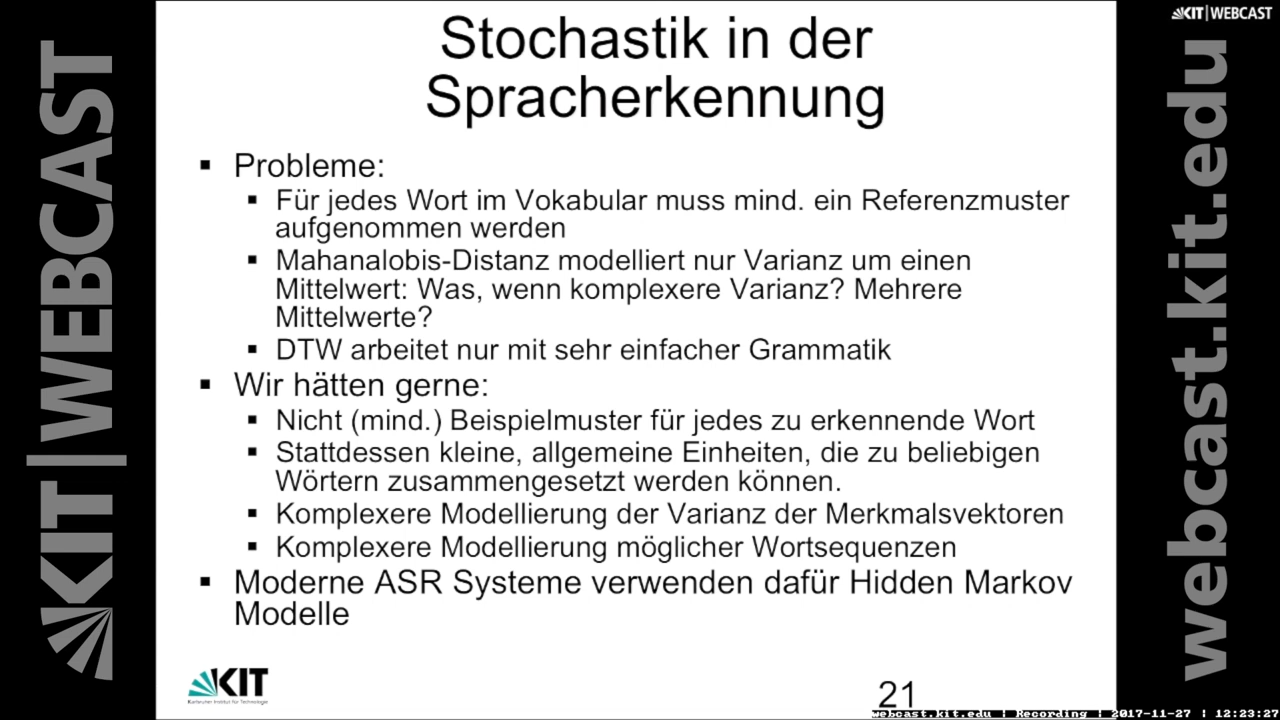 KIT|WEBCAST
KIT|WEBCAST
webcast.kit.edu
Stochastik in der
Spracherkennung
▪ Probleme:
▪ Für jedes Wort im Vokabular muss mind. ein Referenzmuster
aufgenommen werden
▪ Mahanalobis-Distanz modelliert nur Varianz um einen
Mittelwert: Was, wenn komplexere Varianz? Mehrere
Mittelwerte?
▪ DTW arbeitet nur mit sehr einfacher Grammatik
▪ Wir hätten gerne:
▪ Nicht (mind.) Beispielmuster für jedes zu erkennende Wort
▪ Stattdessen kleine, allgemeine Einheiten, die zu beliebigen
Wörtern zusammengesetzt werden können.
▪ Komplexere Modellierung der Varianz der Merkmalsvektoren
▪ Komplexere Modellierung möglicher Wortsequenzen
▪ Moderne ASR Systeme verwenden dafür Hidden Markov
Modelle
KIT
Karlsruher Institut für Technologie
21
webcast.kit.edu | Recording | 2017-11-27 | 12:23:27